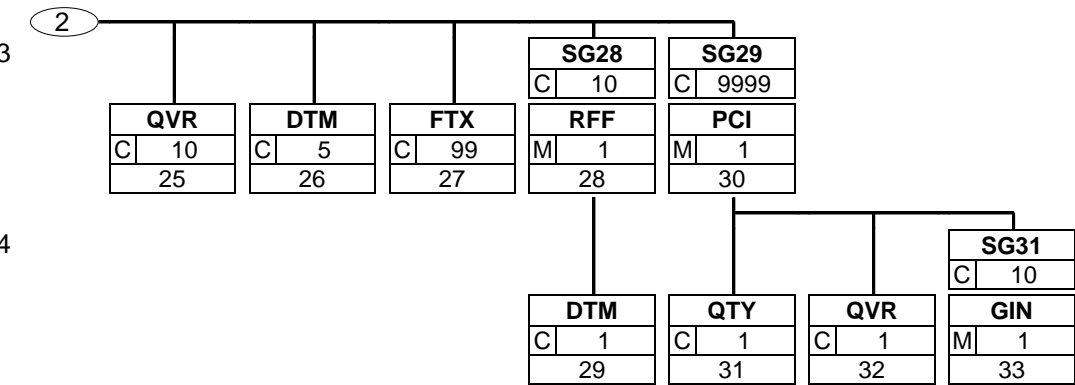 2
3
SG28 SG29
C 10 C 9999
QVR DTM FTX RFF PCI
C 10 C 5 C 99 M 1 M 1
25 26 27 28 30
4
SG31
C 10
DTM QTY QVR GIN
C 1 C 1 C 1 M 1
29 31 32 33